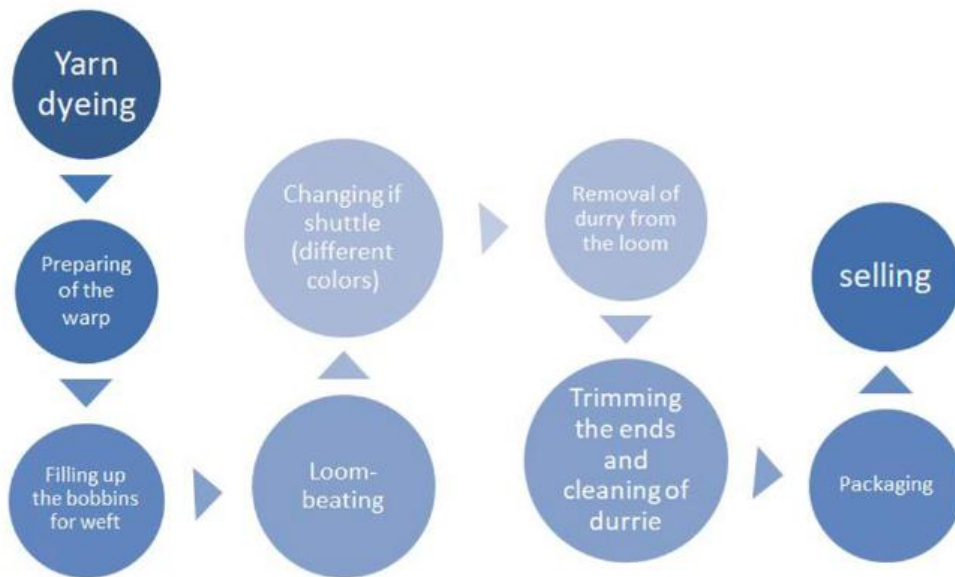 Yarn
dyeing
Preparing
of the
warp
Filling up
the bobbins
for weft
Loom-
beating
Changing if
shuttle
(different
colors)
Removal of
durry from
the loom
Trimming
the ends
and
cleaning of
durrie
Packaging
selling